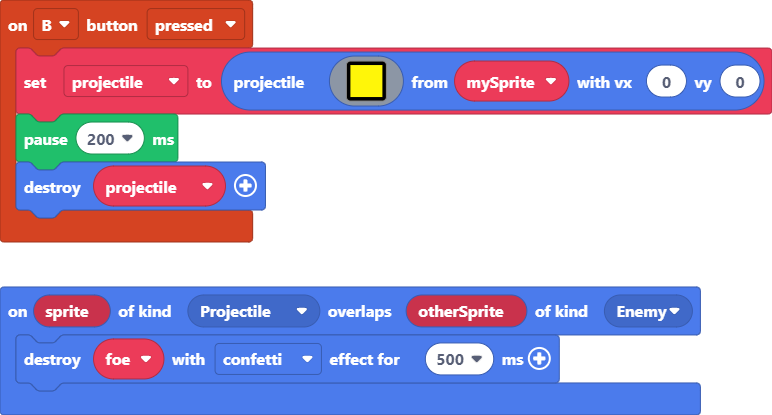 on B button pressed
set projectile to projectile from mySprite with vx 0 vy 0
pause 200 ms
destroy projectile
on sprite of kind Projectile overlaps otherSprite of kind Enemy
destroy foe with confetti effect for 500 ms